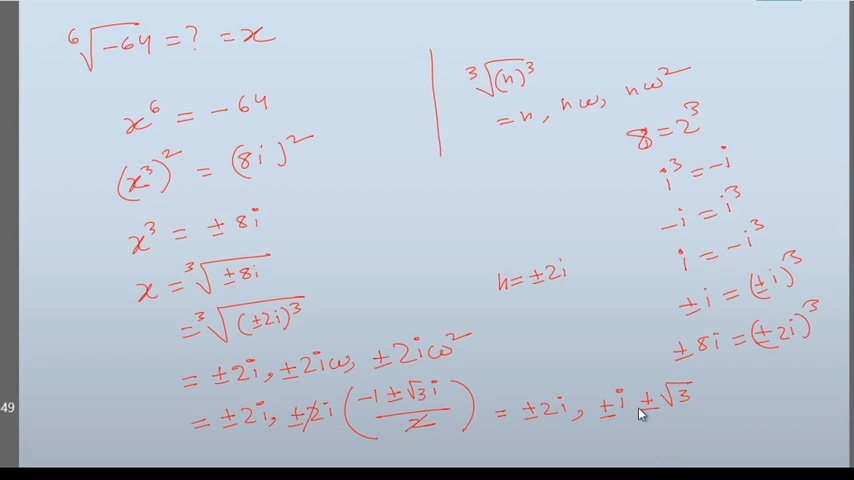 ⁶√-64 = ? = x
x⁶ = -64
(x³)² = (8i)²
x³ = ±8i
x = ³√±8i
= ³√(±2i)³
= ±2i, ±2iω, ±2iω²
= ±2i, ±2i (-1 ± √3i / 2) = ±2i, ±i ± √3
³√(n)³
= n, nω, nω²
8 = 2³
i³ = -i
-i = i³
i = -i³
±i = (±i)³
n = ±2i
±8i = (±2i)³
49